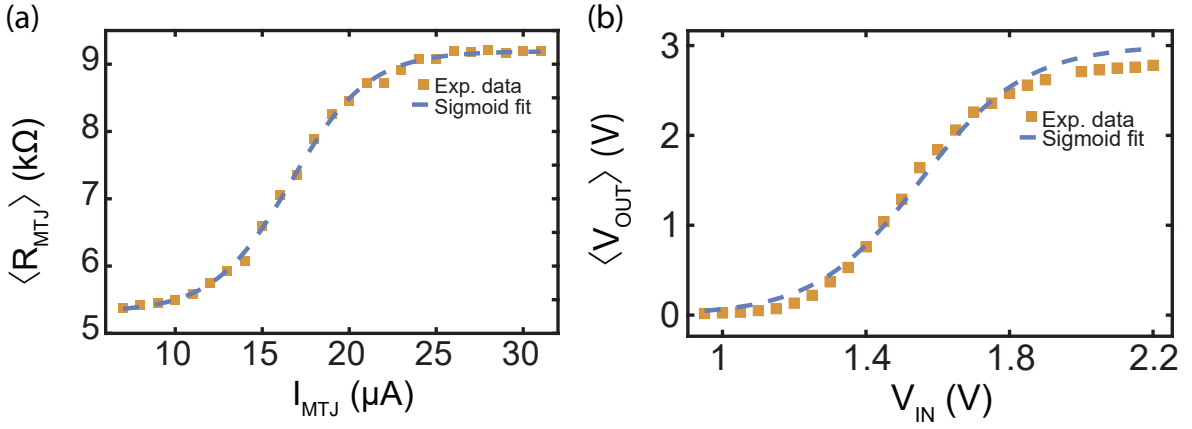 (a)
9
8
7
6
5
⟨R_MTJ⟩ (kΩ)
Exp. data
Sigmoid fit
10 15 20 25 30
I_MTJ (µA)
(b)
3
2
1
0
⟨V_OUT⟩ (V)
Exp. data
Sigmoid fit
1 1.4 1.8 2.2
V_IN (V)